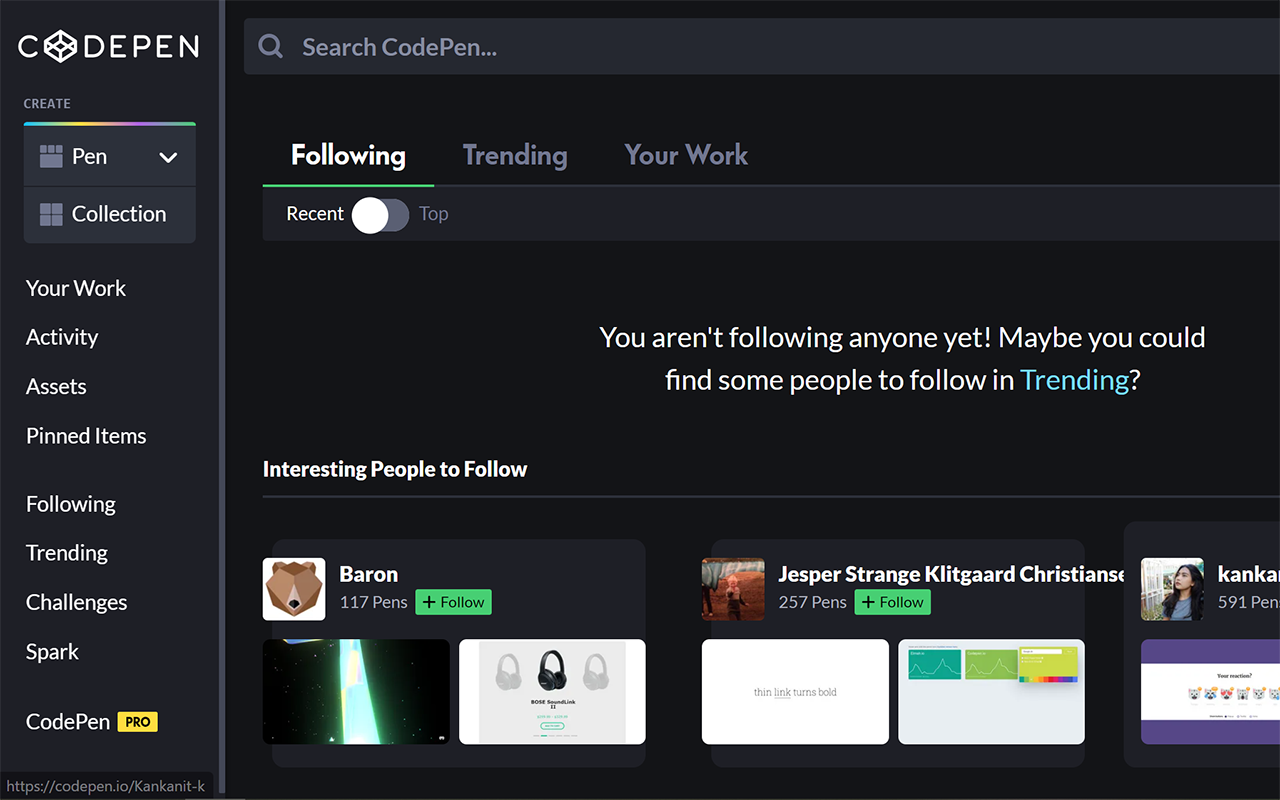 CODEPEN
Search CodePen...
CREATE
Pen
Collection
Your Work
Activity
Assets
Pinned Items
Following
Trending
Challenges
Spark
CodePen PRO
https://codepen.io/Kankanit-k
Following Trending Your Work
Recent Top
You aren't following anyone yet! Maybe you could
find some people to follow in Trending?
Interesting People to Follow
Baron
117 Pens + Follow
BOSE SoundLink
II
Jesper Strange Klitgaard Christianse
257 Pens + Follow
thin link turns bold
kanka
591 Pen
Your reaction?